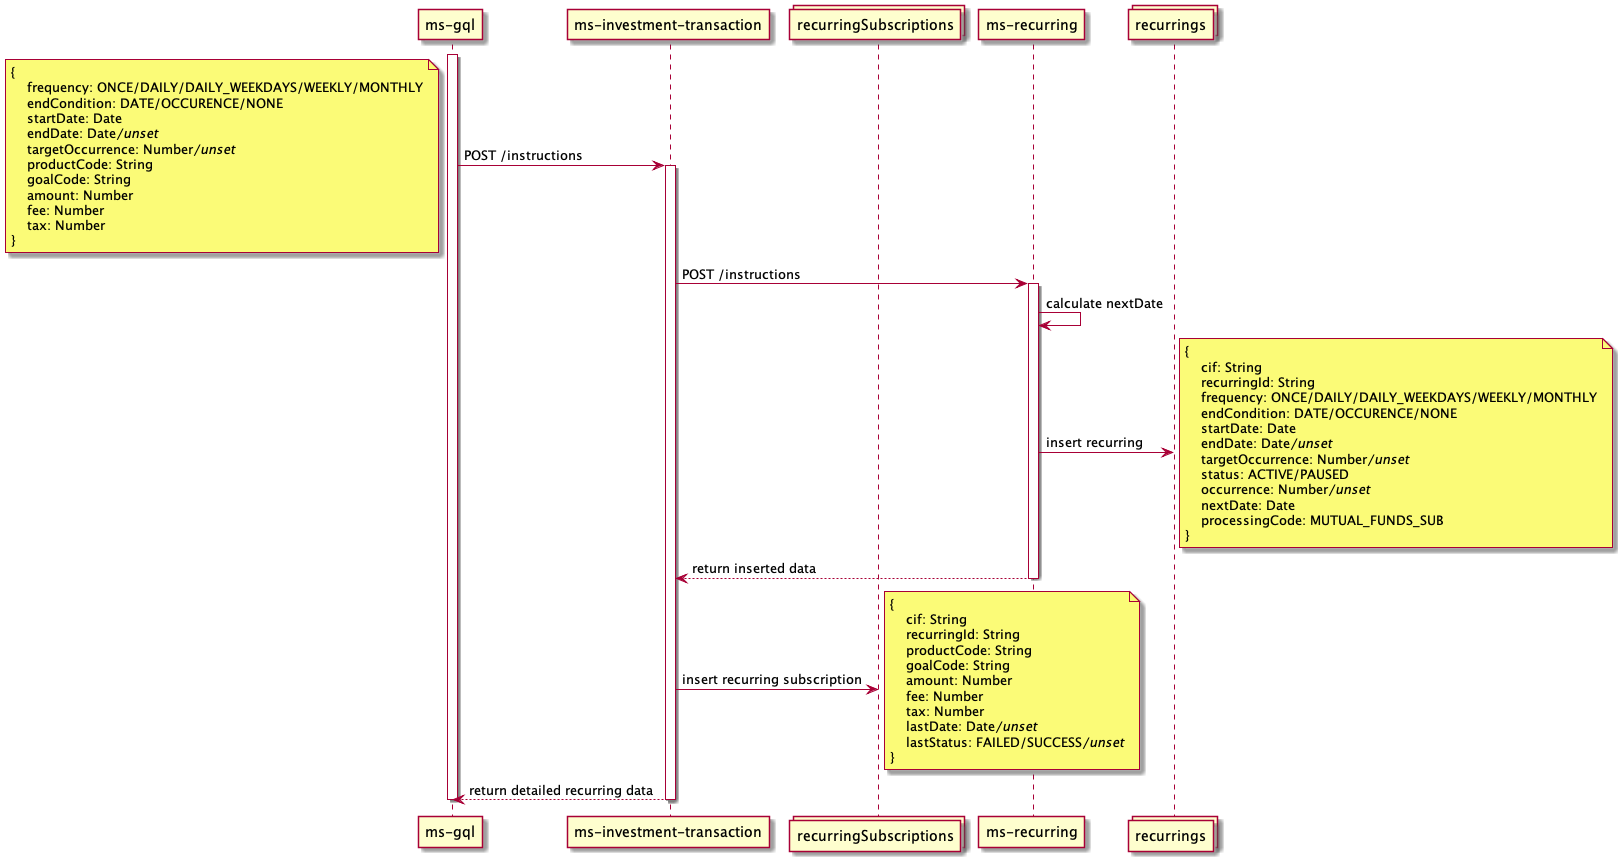 ms-gql
ms-investment-transaction
recurringSubscriptions
ms-recurring
recurrings
{
frequency: ONCE/DAILY/DAILY_WEEKDAYS/WEEKLY/MONTHLY
endCondition: DATE/OCCURENCE/NONE
startDate: Date
endDate: Date/unset
targetOccurrence: Number/unset
productCode: String
goalCode: String
amount: Number
fee: Number
tax: Number
}
POST /instructions
POST /instructions
calculate nextDate
{
cif: String
recurringId: String
frequency: ONCE/DAILY/DAILY_WEEKDAYS/WEEKLY/MONTHLY
endCondition: DATE/OCCURENCE/NONE
startDate: Date
endDate: Date/unset
targetOccurrence: Number/unset
status: ACTIVE/PAUSED
occurrence: Number/unset
nextDate: Date
processingCode: MUTUAL_FUNDS_SUB
}
insert recurring
return inserted data
{
cif: String
recurringId: String
productCode: String
goalCode: String
amount: Number
fee: Number
tax: Number
lastDate: Date/unset
lastStatus: FAILED/SUCCESS/unset
}
insert recurring subscription
return detailed recurring data
ms-gql
ms-investment-transaction
recurringSubscriptions
ms-recurring
recurrings